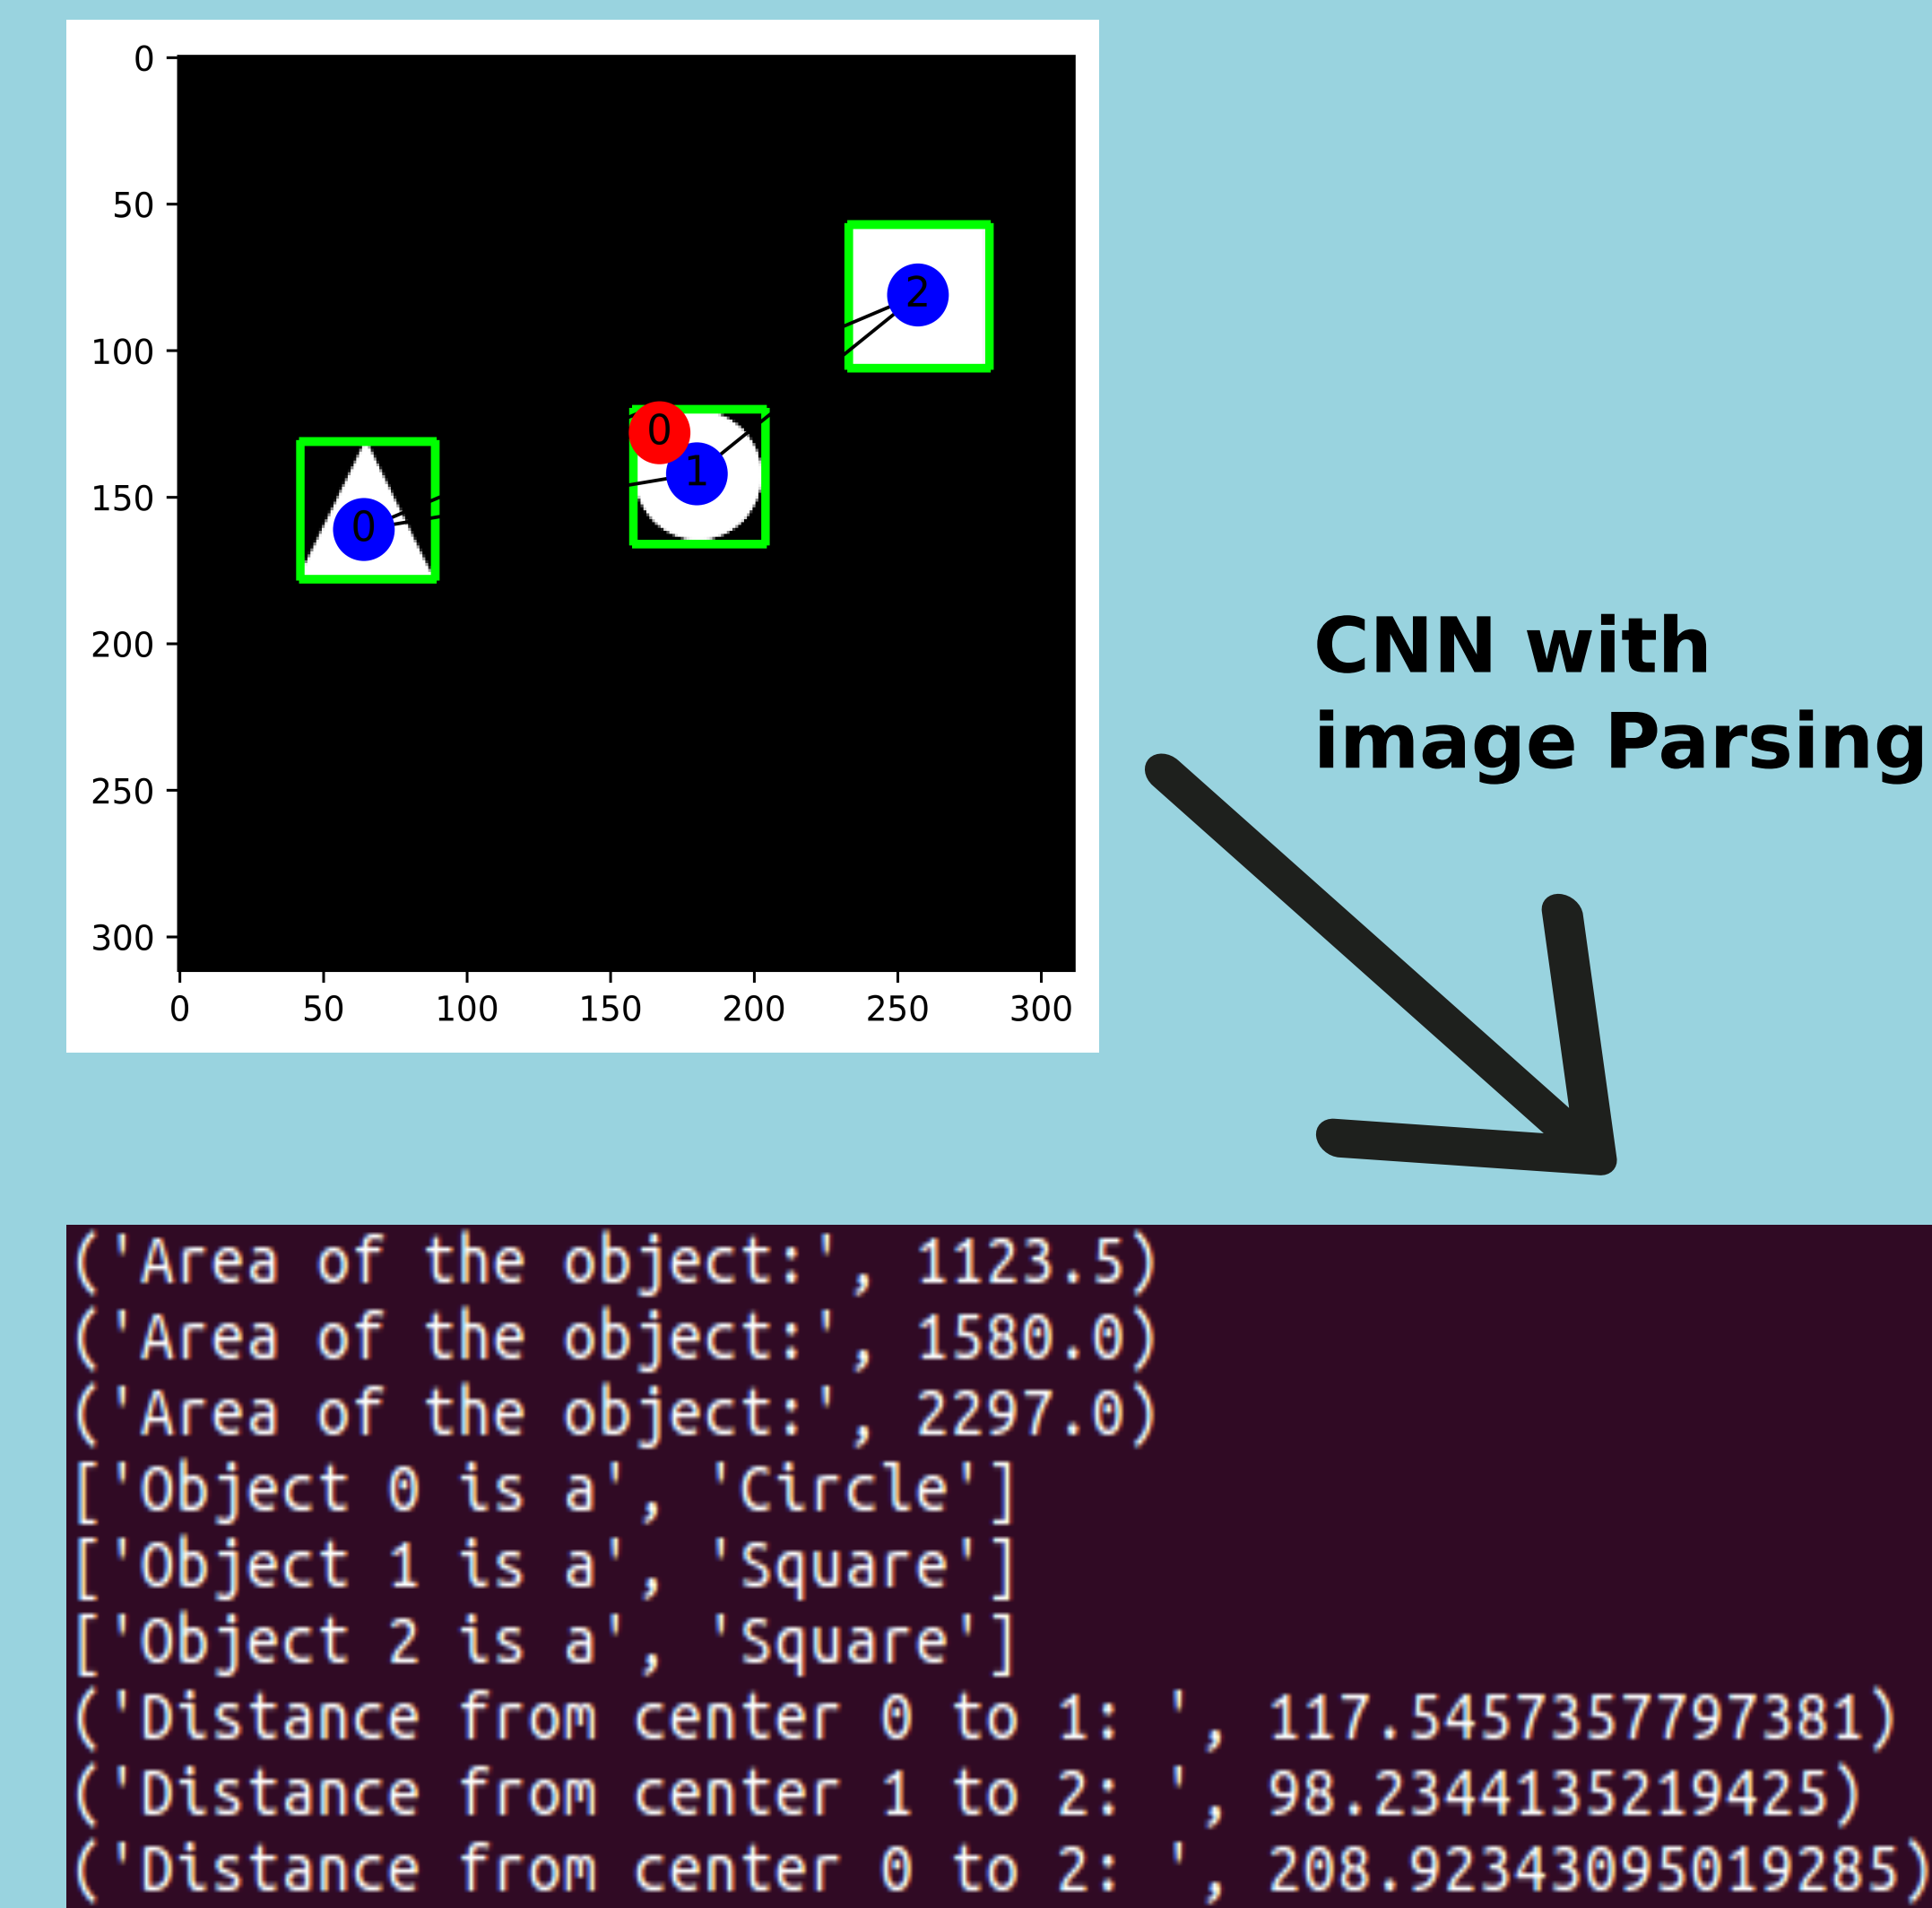 0
50
100
150
200
250
300
0 50 100 150 200 250 300
2
0
1
0
CNN with
image Parsing
('Area of the object:', 1123.5)
('Area of the object:', 1580.0)
('Area of the object:', 2297.0)
['Object 0 is a', 'Circle']
['Object 1 is a', 'Square']
['Object 2 is a', 'Square']
('Distance from center 0 to 1: ', 117.5457357797381)
('Distance from center 1 to 2: ', 98.2344135219425)
('Distance from center 0 to 2: ', 208.92343095019285)